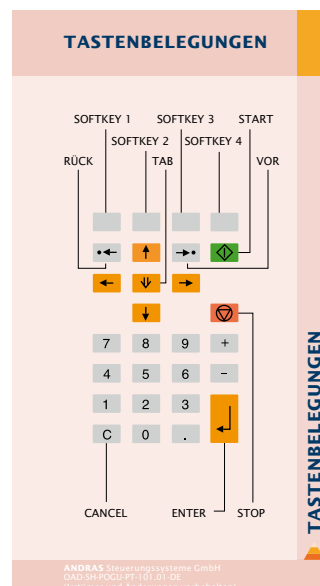 TASTENBELEGUNGEN
SOFTKEY 1 SOFTKEY 3 START
SOFTKEY 2 SOFTKEY 4
RÜCK TAB VOR
7 8 9 +
4 5 6 -
1 2 3
C 0 .
CANCEL ENTER STOP
TASTENBELEGUNGEN
ANDRAS Steuerungssysteme GmbH
OAD-SH-POGU-PT-101.01-DE